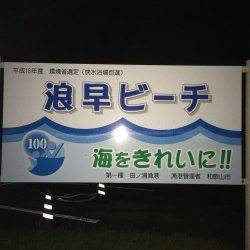 平成18年度　環境省選定(快水浴場百選)
浪早ビーチ
100
海をきれいに!!
第一種　田ノ浦漁港　漁港管理者　和歌山市